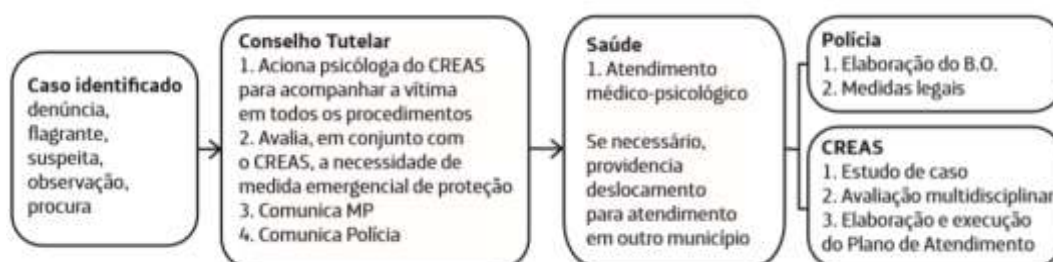 Caso identificado
denúncia,
flagrante,
suspeita,
observação,
procura
Conselho Tutelar
1. Aciona psicóloga do CREAS
para acompanhar a vítima
em todos os procedimentos
2. Avalia, em conjunto com
o CREAS, a necessidade de
medida emergencial de proteção
3. Comunica MP
4. Comunica Polícia
Saúde
1. Atendimento
médico-psicológico
Se necessário,
providencia
deslocamento
para atendimento
em outro município
Polícia
1. Elaboração do B.O.
2. Medidas legais
CREAS
1. Estudo de caso
2. Avaliação multidisciplinar
3. Elaboração e execução
do Plano de Atendimento